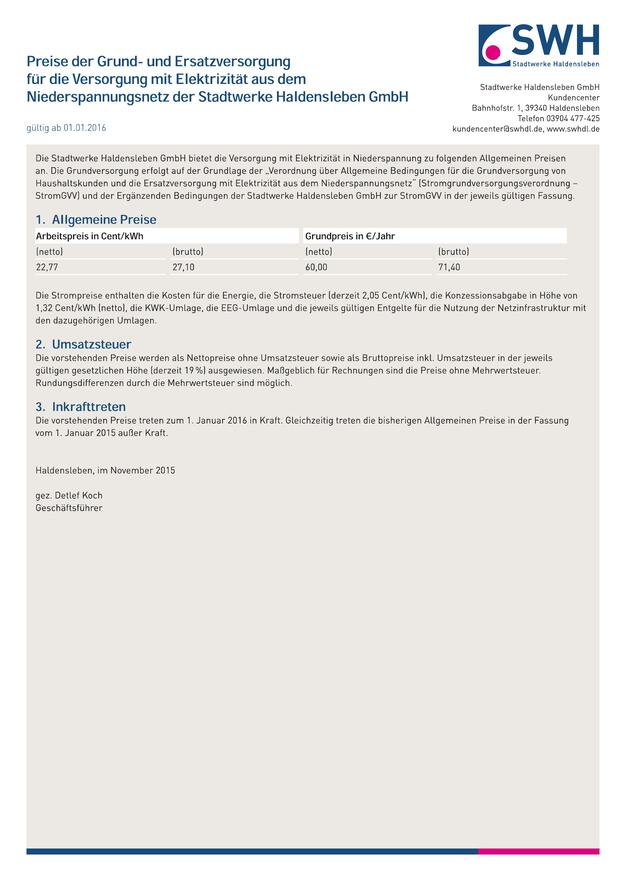 SWH
Stadtwerke Haldensleben
Preise der Grund- und Ersatzversorgung
für die Versorgung mit Elektrizität aus dem
Niederspannungsnetz der Stadtwerke Haldensleben GmbH
gültig ab 01.01.2016
Stadtwerke Haldensleben GmbH
Kundencenter
Bahnhofstr. 1, 39340 Haldensleben
Telefon 03904 477-425
kundencenter@swhdl.de, www.swhdl.de
Die Stadtwerke Haldensleben GmbH bietet die Versorgung mit Elektrizität in Niederspannung zu folgenden Allgemeinen Preisen
an. Die Grundversorgung erfolgt auf der Grundlage der „Verordnung über Allgemeine Bedingungen für die Grundversorgung von
Haushaltskunden und die Ersatzversorgung mit Elektrizität aus dem Niederspannungsnetz" (Stromgrundversorgungsverordnung –
StromGVV) und der Ergänzenden Bedingungen der Stadtwerke Haldensleben GmbH zur StromGVV in der jeweils gültigen Fassung.
1. Allgemeine Preise
Arbeitspreis in Cent/kWh Grundpreis in €/Jahr
(netto) (brutto) (netto) (brutto)
22,77 27,10 60,00 71,40
Die Strompreise enthalten die Kosten für die Energie, die Stromsteuer (derzeit 2,05 Cent/kWh), die Konzessionsabgabe in Höhe von
1,32 Cent/kWh (netto), die KWK-Umlage, die EEG-Umlage und die jeweils gültigen Entgelte für die Nutzung der Netzinfrastruktur mit
den dazugehörigen Umlagen.
2. Umsatzsteuer
Die vorstehenden Preise werden als Nettopreise ohne Umsatzsteuer sowie als Bruttopreise inkl. Umsatzsteuer in der jeweils
gültigen gesetzlichen Höhe (derzeit 19 %) ausgewiesen. Maßgeblich für Rechnungen sind die Preise ohne Mehrwertsteuer.
Rundungsdifferenzen durch die Mehrwertsteuer sind möglich.
3. Inkrafttreten
Die vorstehenden Preise treten zum 1. Januar 2016 in Kraft. Gleichzeitig treten die bisherigen Allgemeinen Preise in der Fassung
vom 1. Januar 2015 außer Kraft.
Haldensleben, im November 2015
gez. Detlef Koch
Geschäftsführer